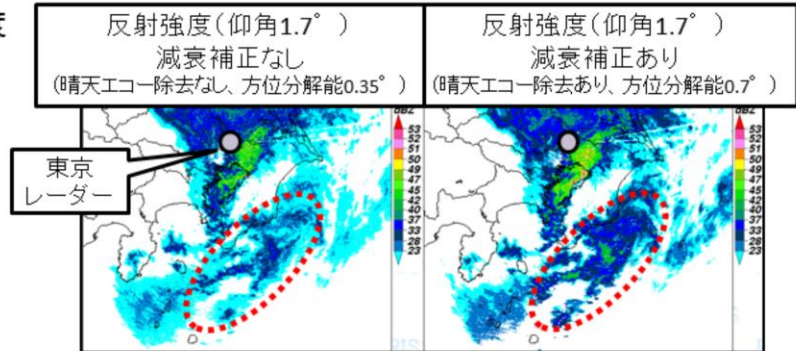 度
反射強度(仰角1.7°)
減衰補正なし
(晴天エコー除去なし、方位分解能0.35°)
反射強度(仰角1.7°)
減衰補正あり
(晴天エコー除去あり、方位分解能0.7°)
東京
レーダー
53
52
51
50
49
47
45
42
40
37
33
28
23
dBZ
53
52
51
50
49
47
45
42
40
37
33
28
23